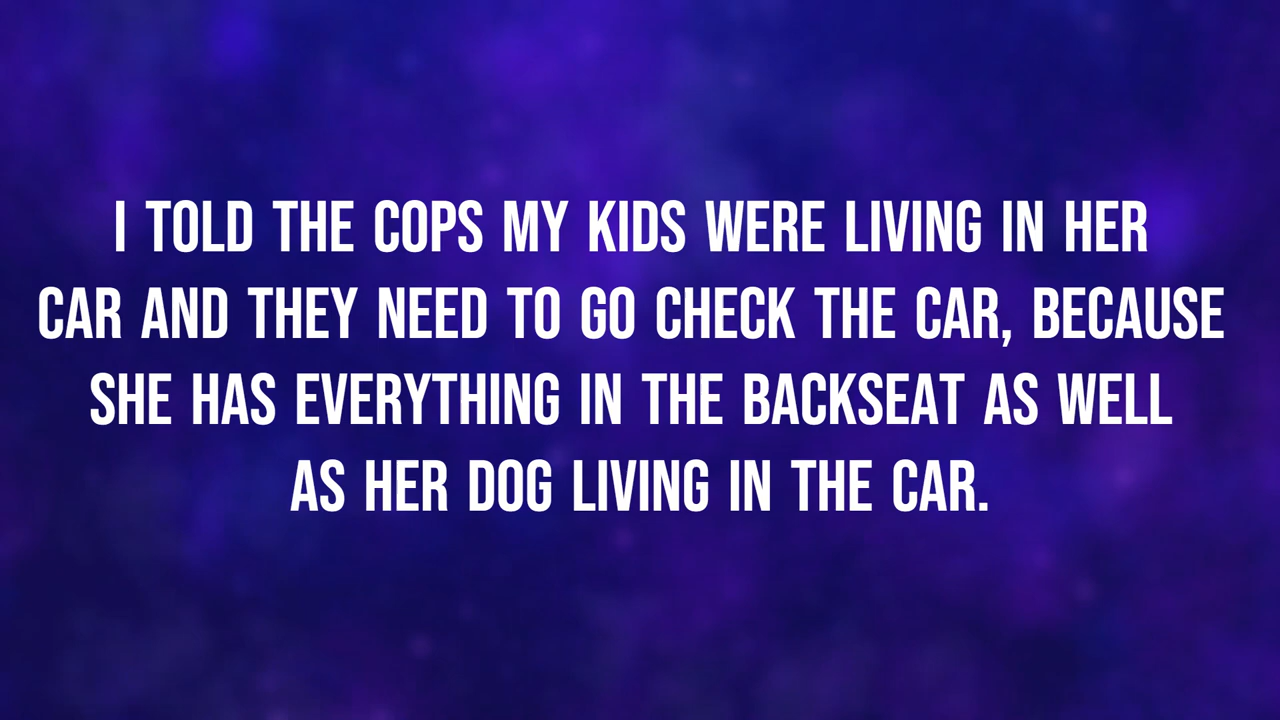 I TOLD THE COPS MY KIDS WERE LIVING IN HER
CAR AND THEY NEED TO GO CHECK THE CAR, BECAUSE
SHE HAS EVERYTHING IN THE BACKSEAT AS WELL
AS HER DOG LIVING IN THE CAR.